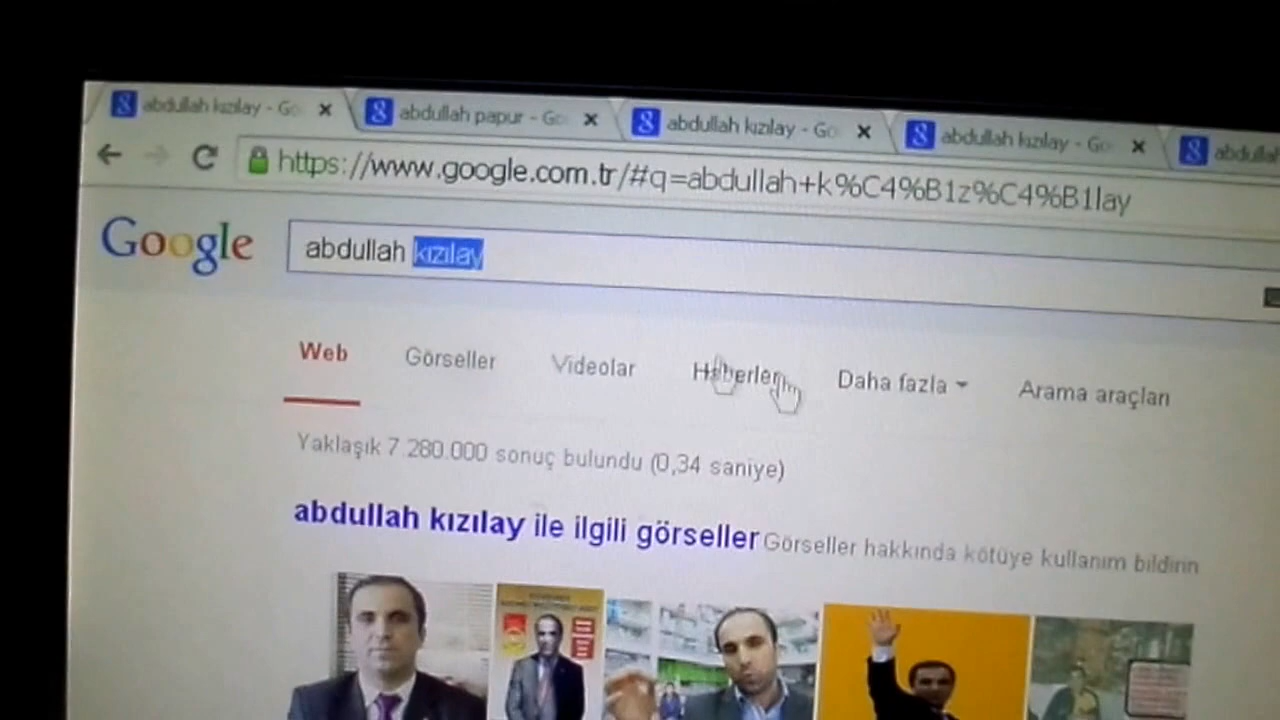 abdullah kızılay - Go
abdullah papur - Go
abdullah kızılay - Go
abdullah kızılay - Go
abdullah
https://www.google.com.tr/#q=abdullah+k%C4%B1z%C4%B1lay
Google
abdullah kızılay
Web Görseller Videolar Haberler Daha fazla Arama araçları
Yaklaşık 7.280.000 sonuç bulundu (0,34 saniye)
abdullah kızılay ile ilgili görseller Görseller hakkında kötüye kullanım bildirin